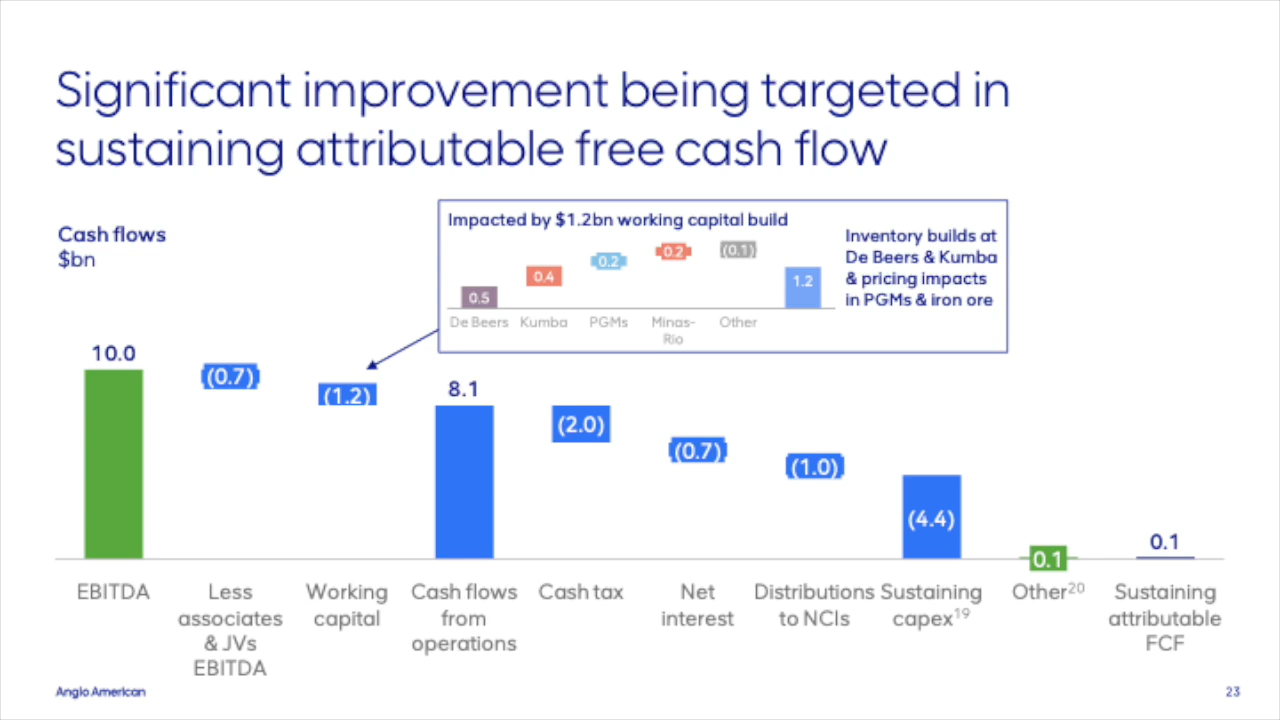 Significant improvement being targeted in
sustaining attributable free cash flow
Cash flows
$bn
Impacted by $1.2bn working capital build
0.5
0.4
0.2
0.2
(0.1)
1.2
De Beers
Kumba
PGMs
Minas-
Rio
Other
Inventory builds at
De Beers & Kumba
& pricing impacts
in PGMs & iron ore
10.0
(0.7)
(1.2)
8.1
(2.0)
(0.7)
(1.0)
(4.4)
0.1
0.1
EBITDA
Less
associates
& JVs
EBITDA
Working
capital
Cash flows
from
operations
Cash tax
Net
interest
Distributions
to NCIs
Sustaining
capex¹⁹
Other²⁰
Sustaining
attributable
FCF
Anglo American
23